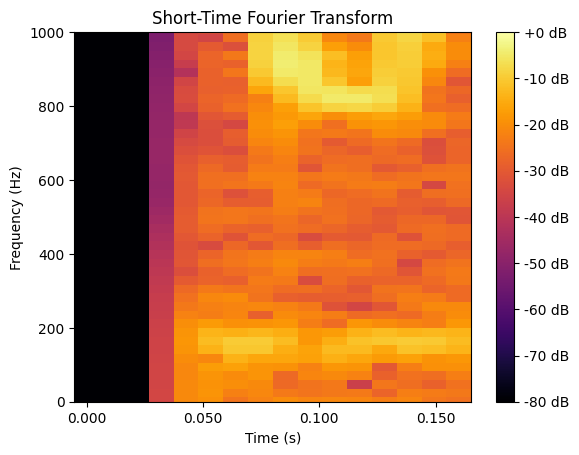 Short-Time Fourier Transform
1000
800
600
400
200
0
Frequency (Hz)
0.000
0.050
0.100
0.150
Time (s)
+0 dB
-10 dB
-20 dB
-30 dB
-40 dB
-50 dB
-60 dB
-70 dB
-80 dB